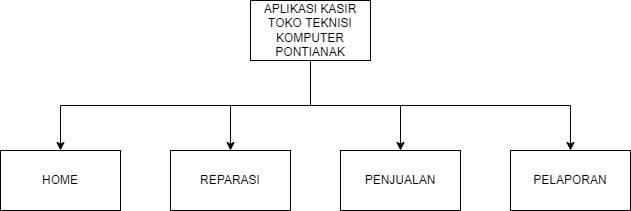 APLIKASI KASIR
TOKO TEKNISI
KOMPUTER
PONTIANAK
HOME
REPARASI
PENJUALAN
PELAPORAN